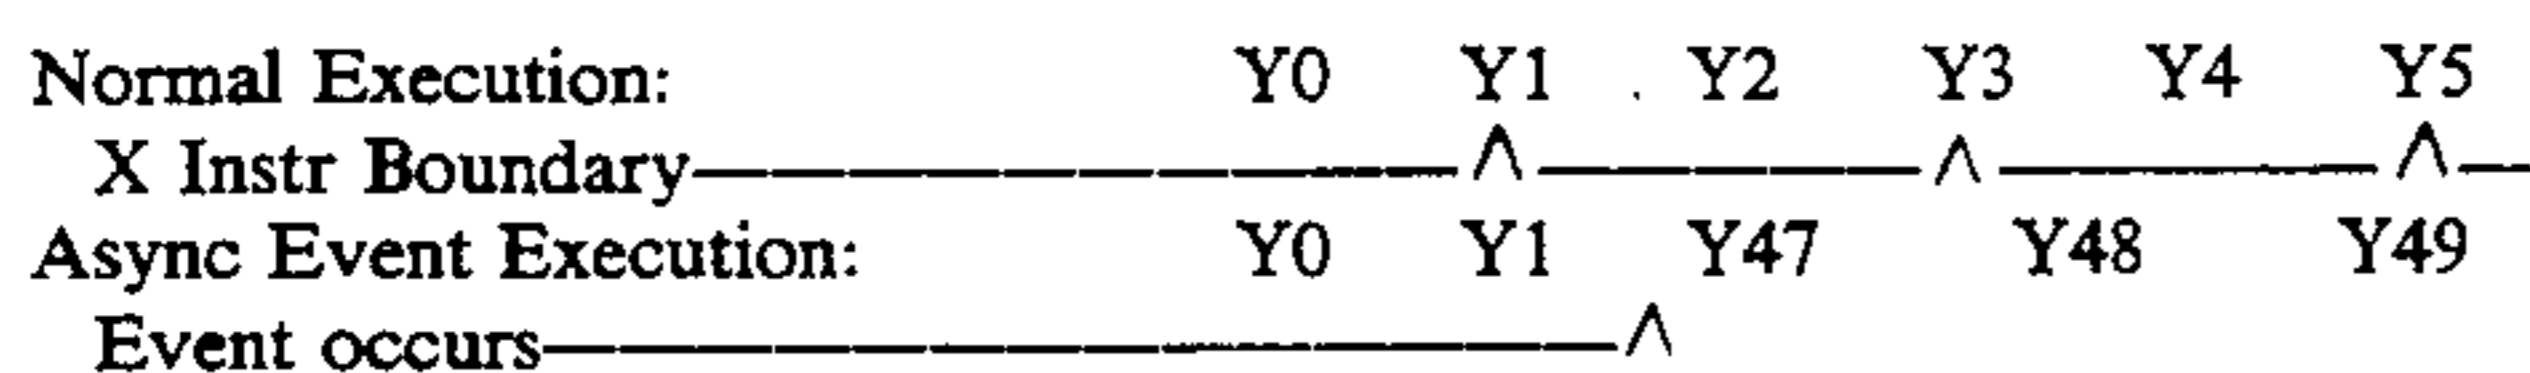 Normal Execution: Y0 Y1 . Y2 Y3 Y4 Y5
X Instr Boundary—————^—————^—————^—
Async Event Execution: Y0 Y1 Y47 Y48 Y49
Event occurs——————————^